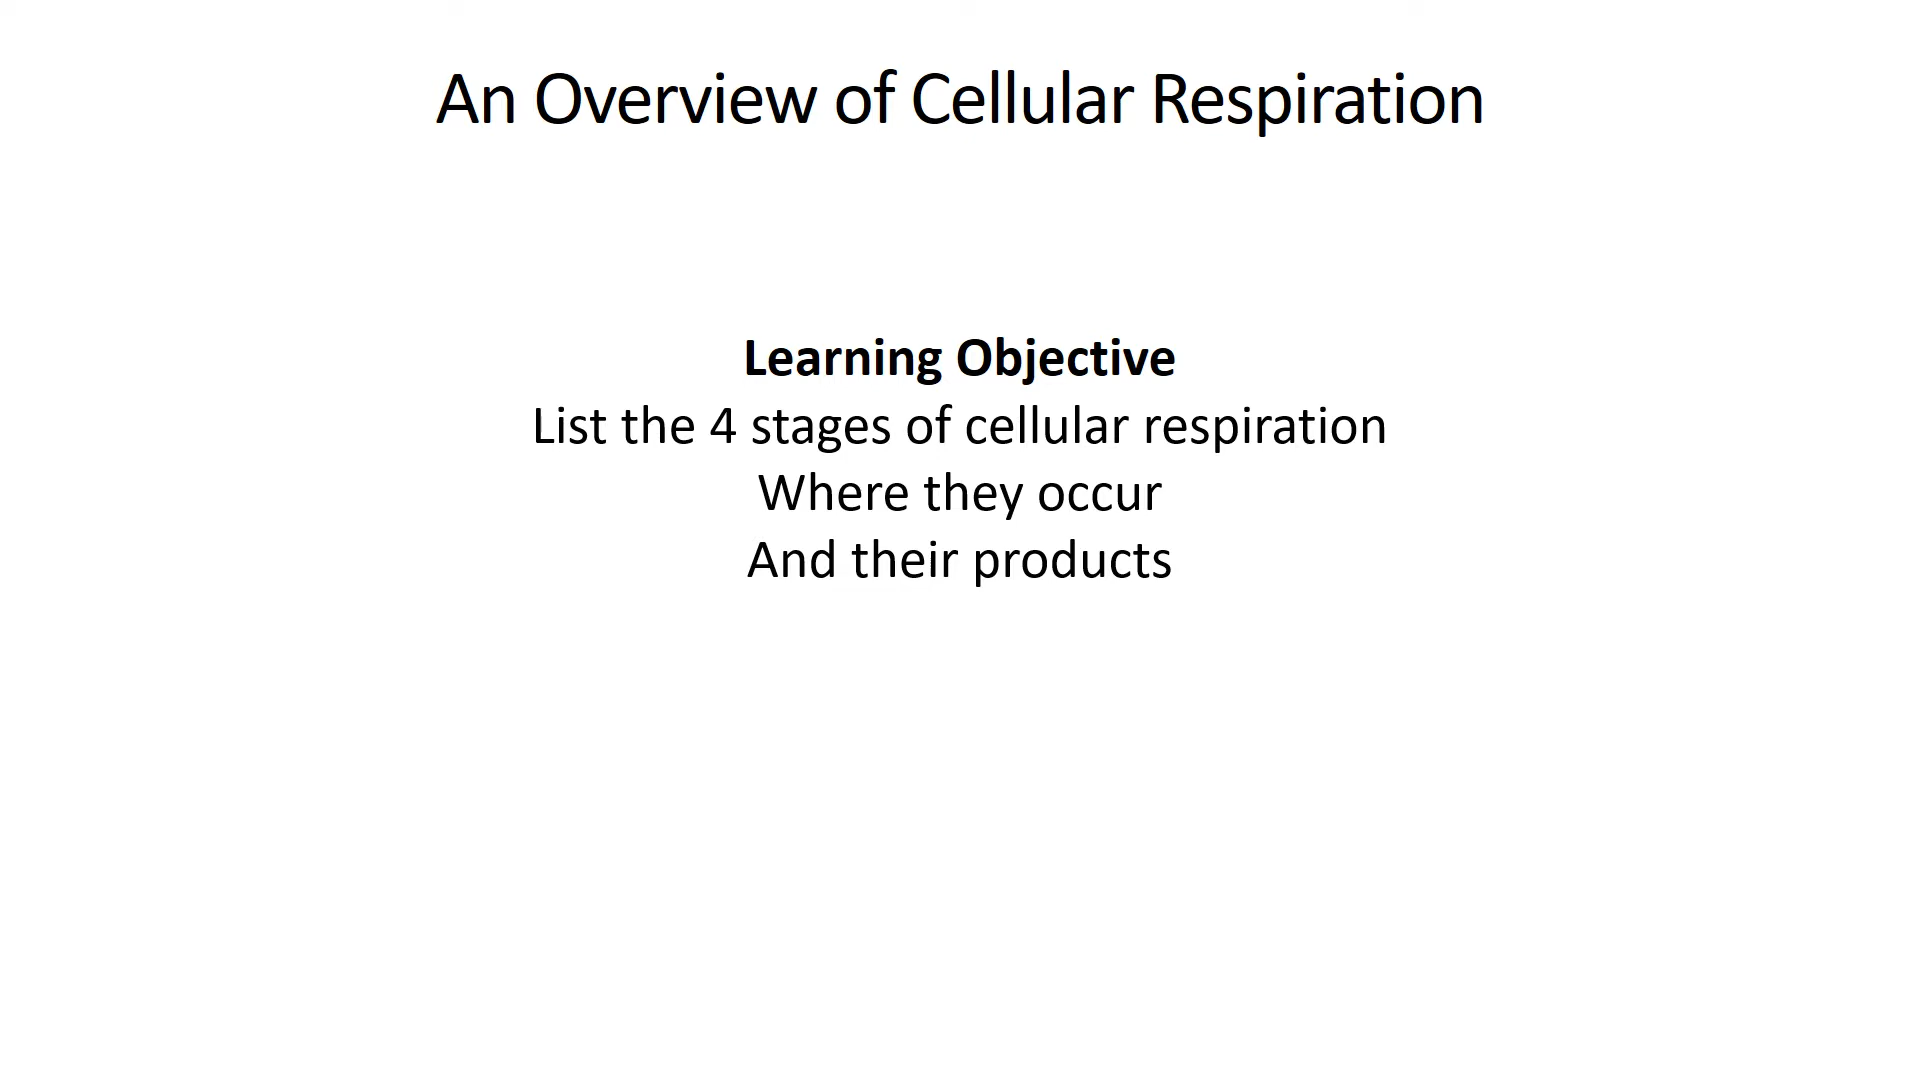 An Overview of Cellular Respiration
Learning Objective
List the 4 stages of cellular respiration
Where they occur
And their products